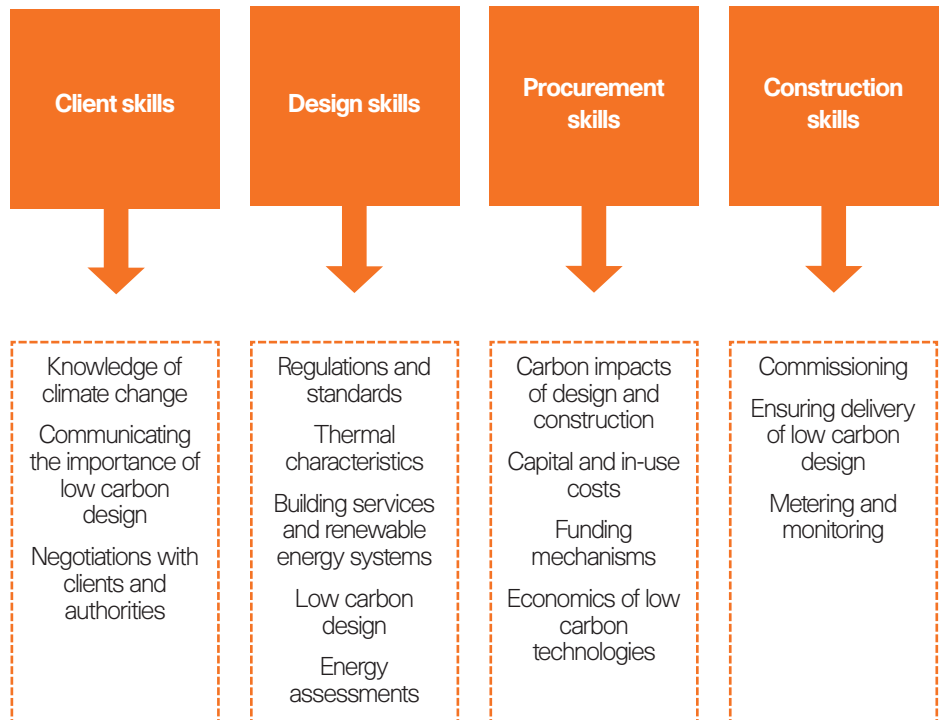 Client skills
Design skills
Procurement
skills
Construction
skills
Knowledge of
climate change
Communicating
the importance of
low carbon
design
Negotiations with
clients and
authorities
Regulations and
standards
Thermal
characteristics
Building services
and renewable
energy systems
Low carbon
design
Energy
assessments
Carbon impacts
of design and
construction
Capital and in-use
costs
Funding
mechanisms
Economics of low
carbon
technologies
Commissioning
Ensuring delivery
of low carbon
design
Metering and
monitoring